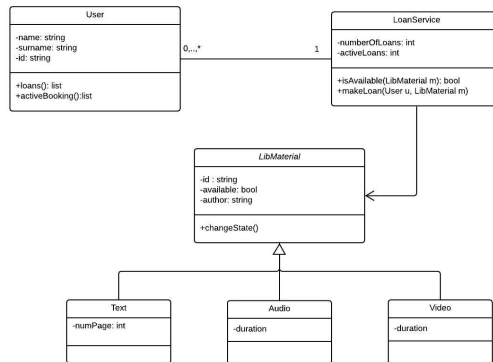 User
-name: string
-surname: string
-id: string
+loans(): list
+activeBooking():list
0,..,*
1
LoanService
-numberOfLoans: int
-activeLoans: int
+isAvailable(LibMaterial m): bool
+makeLoan(User u, LibMaterial m)
LibMaterial
-id : string
-available: bool
-author: string
+changeState()
Text
-numPage: int
Audio
-duration
Video
-duration